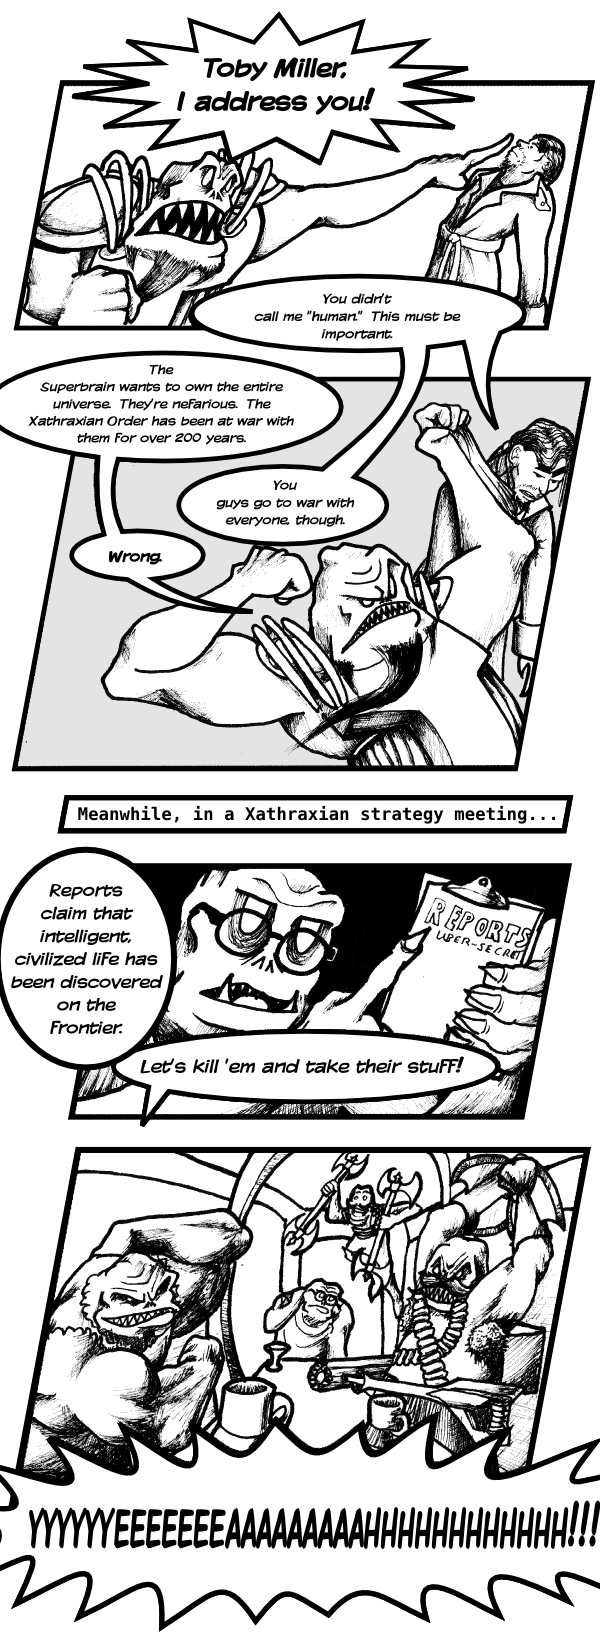 Toby Miller,
I address you!
You didn't
call me "human." This must be
important.
The
Superbrain wants to own the entire
universe. They're nefarious. The
Xathraxian Order has been at war with
them for over 200 years.
You
guys go to war with
everyone, though.
Wrong.
Meanwhile, in a Xathraxian strategy meeting...
Reports
claim that
intelligent,
civilized life has
been discovered
on the
Frontier.
REPORTS
UBER-SECRET
Let's kill 'em and take their stuff!
YYYYYYEEEEEEEEAAAAAAAAAHHHHHHHHHHHHH!!!